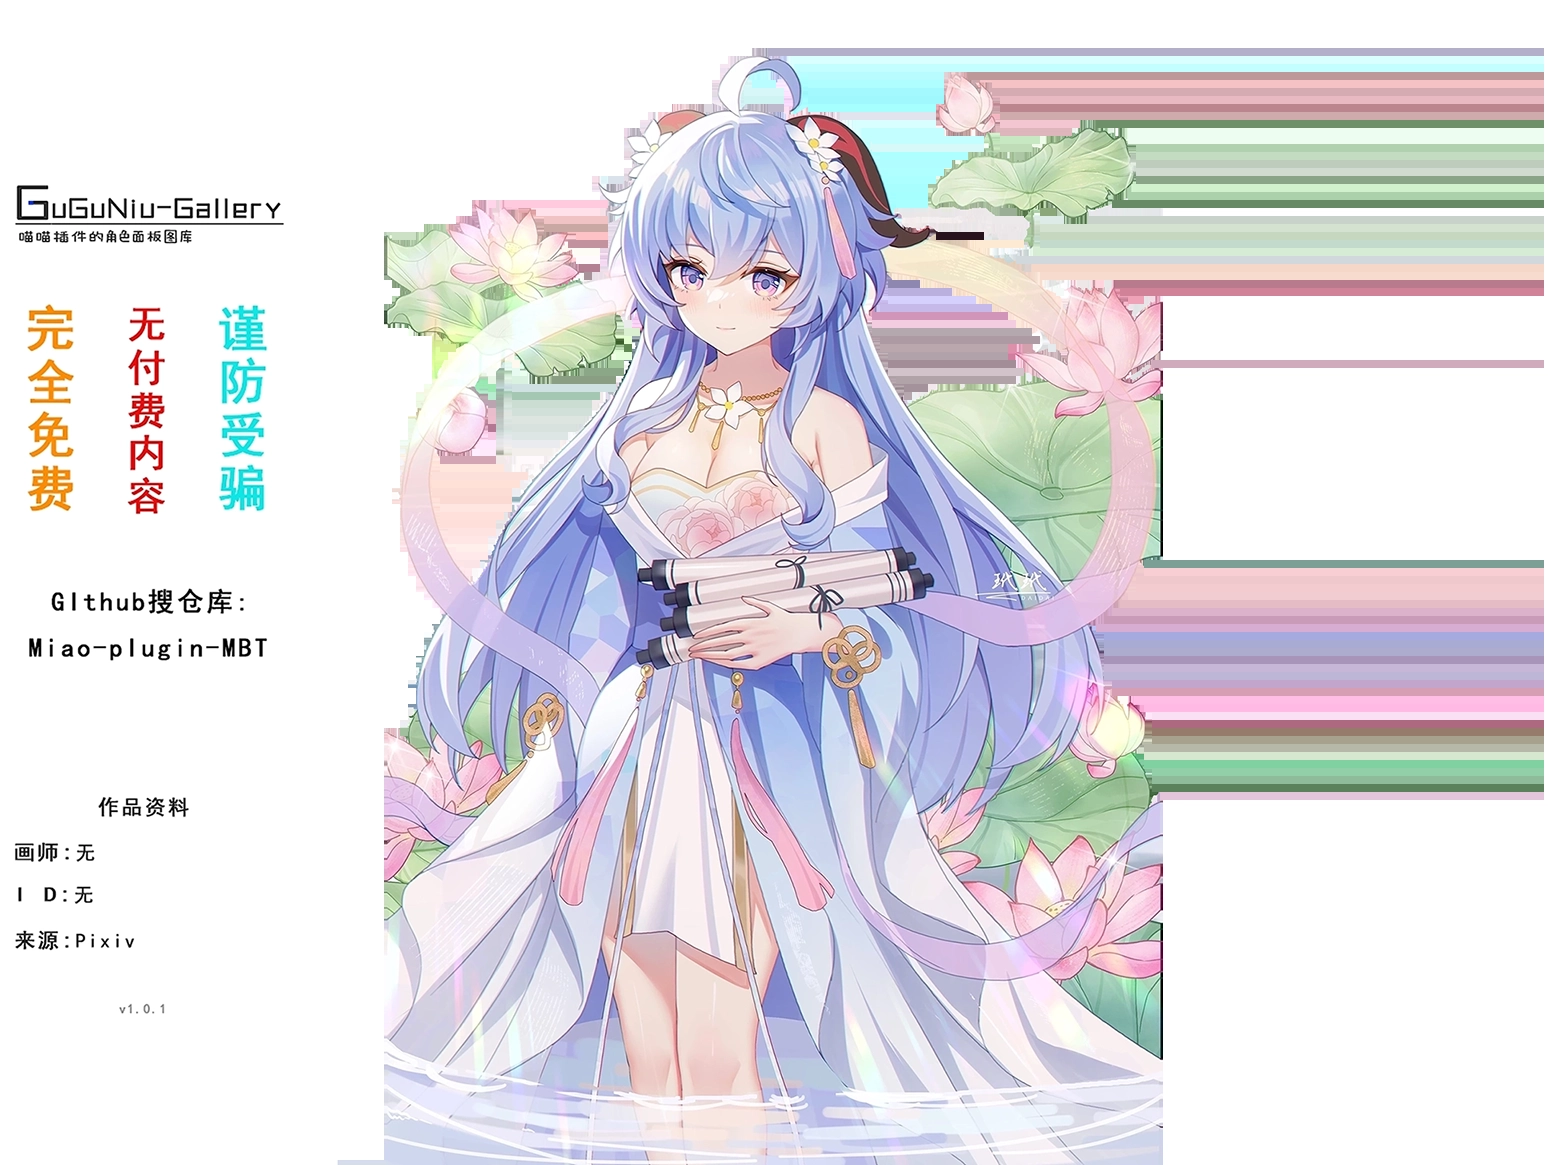 GuGuNiu-Gallery
喵喵插件的角色面板图库
完全免费
无付费内容
谨防受骗
GIthub搜仓库:
Miao-plugin-MBT
作品资料
画师:无
I D:无
来源:Pixiv
v1.0.1
玳玳